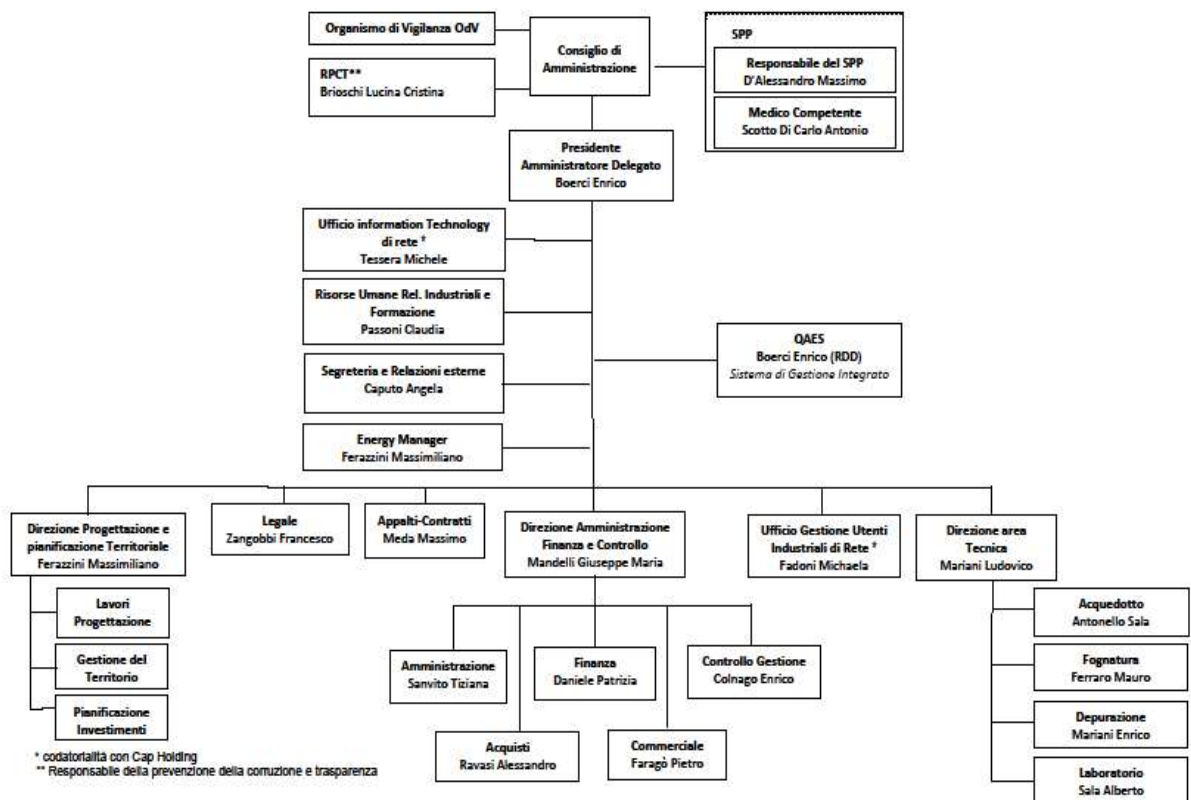 Organismo di Vigilanza OdV
RPCT**
Brioschi Lucina Cristina
Consiglio di
Amministrazione
SPP
Responsabile del SPP
D'Alessandro Massimo
Medico Competente
Scotto Di Carlo Antonio
Presidente
Amministratore Delegato
Boerci Enrico
Ufficio information Technology
di rete *
Tessera Michele
Risorse Umane Rel. Industriali e
Formazione
Passoni Claudia
Segreteria e Relazioni esterne
Caputo Angela
Energy Manager
Ferazzini Massimiliano
QAES
Boerci Enrico (RDD)
Sistema di Gestione Integrato
Direzione Progettazione e
pianificazione Territoriale
Ferazzini Massimiliano
Legale
Zangobbi Francesco
Appalti-Contratti
Meda Massimo
Direzione Amministrazione
Finanza e Controllo
Mandelli Giuseppe Maria
Ufficio Gestione Utenti
Industriali di Rete *
Fadoni Michaela
Direzione area
Tecnica
Mariani Ludovico
Lavori
Progettazione
Gestione del
Territorio
Pianificazione
Investimenti
Amministrazione
Sanvito Tiziana
Finanza
Daniele Patrizia
Controllo Gestione
Colnago Enrico
Acquisti
Ravasi Alessandro
Commerciale
Faragò Pietro
Acquedotto
Antonello Sala
Fognatura
Ferraro Mauro
Depurazione
Mariani Enrico
Laboratorio
Sala Alberto
* codatorialità con Cap Holding
** Responsabile della prevenzione della corruzione e trasparenza